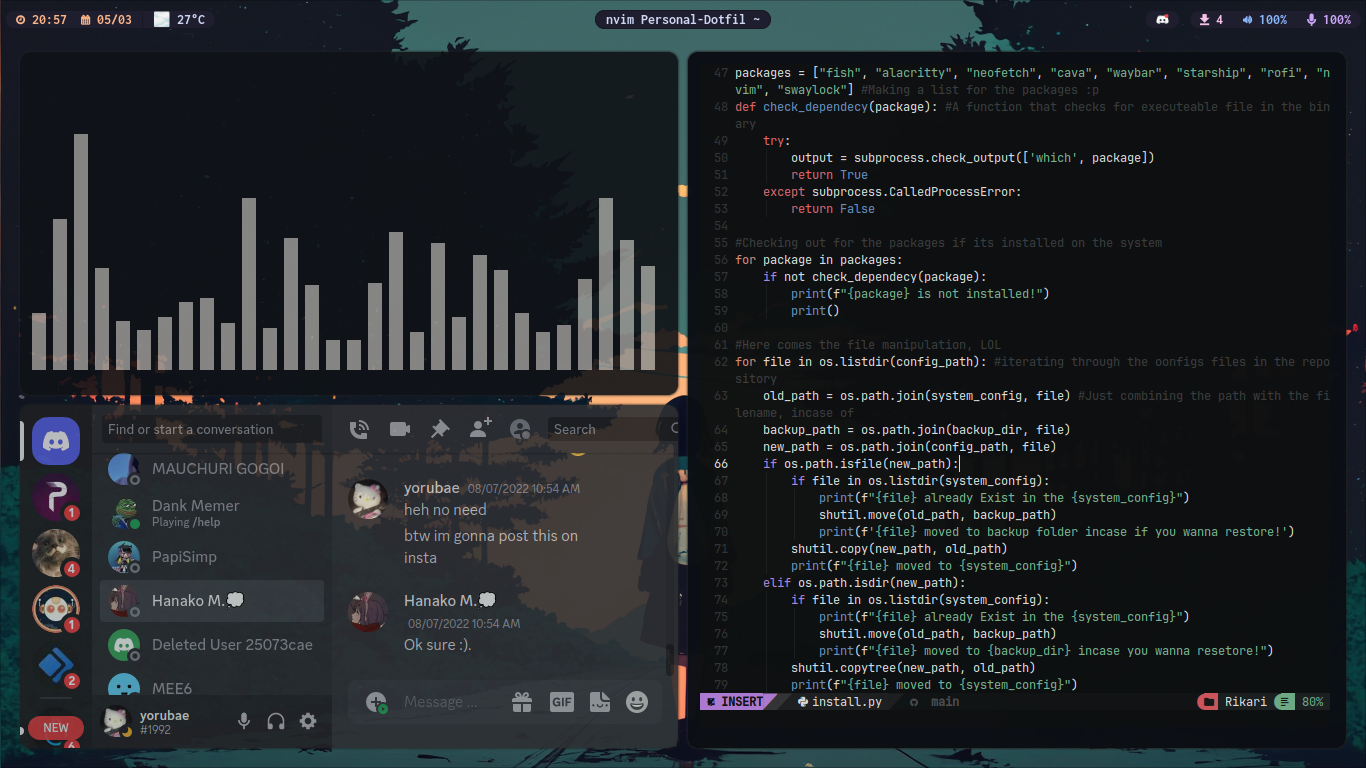 20:57 05/03 27°C
nvim Personal-Dotfil ~
4 100% 100%
47 packages = ["fish", "alacritty", "neofetch", "cava", "waybar", "starship", "rofi", "n
vim", "swaylock"] #Making a list for the packages :p
48 def check_dependecy(package): #A function that checks for executeable file in the bin
ary
49 try:
50 output = subprocess.check_output(['which', package])
51 return True
52 except subprocess.CalledProcessError:
53 return False
54
55 #Checking out for the packages if its installed on the system
56 for package in packages:
57 if not check_dependecy(package):
58 print(f"{package} is not installed!")
59 print()
60
61 #Here comes the file manipulation, LOL
62 for file in os.listdir(config_path): #iterating through the oonfigs files in the repo
sitory
63 old_path = os.path.join(system_config, file) #Just combining the path with the fi
lename, incase of
64 backup_path = os.path.join(backup_dir, file)
65 new_path = os.path.join(config_path, file)
66 if os.path.isfile(new_path):
67 if file in os.listdir(system_config):
68 print(f"{file} already Exist in the {system_config}")
69 shutil.move(old_path, backup_path)
70 print(f'{file} moved to backup folder incase if you wanna restore!')
71 shutil.copy(new_path, old_path)
72 print(f"{file} moved to {system_config}")
73 elif os.path.isdir(new_path):
74 if file in os.listdir(system_config):
75 print(f"{file} already Exist in the {system_config}")
76 shutil.move(old_path, backup_path)
77 print(f"{file} moved to {backup_dir} incase you wanna resetore!")
78 shutil.copytree(new_path, old_path)
79 print(f"{file} moved to {system_config}")
INSERT install.py main Rikari 80%
Find or start a conversation
MAUCHURI GOGOI
Dank Memer
Playing /help
PapiSimp
Hanako M.💭
Deleted User 25073cae
MEE6
1
4
1
2
6
NEW
yorubae
#1992
Search
yorubae 08/07/2022 10:54 AM
heh no need
btw im gonna post this on
insta
Hanako M.💭
08/07/2022 10:54 AM
Ok sure :).
Message ...
GIF